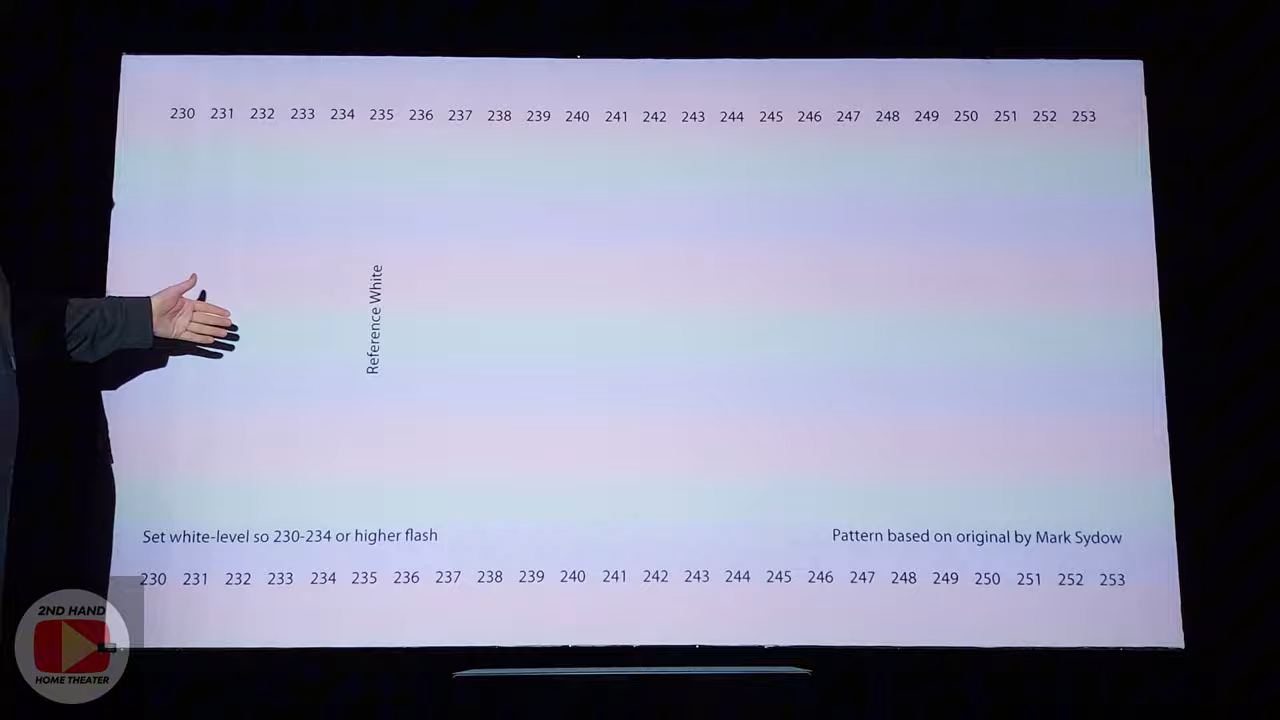 230 231 232 233 234 235 236 237 238 239 240 241 242 243 244 245 246 247 248 249 250 251 252 253
Reference White
Set white-level so 230-234 or higher flash
Pattern based on original by Mark Sydow
230 231 232 233 234 235 236 237 238 239 240 241 242 243 244 245 246 247 248 249 250 251 252 253
2ND HAND
HOME THEATER